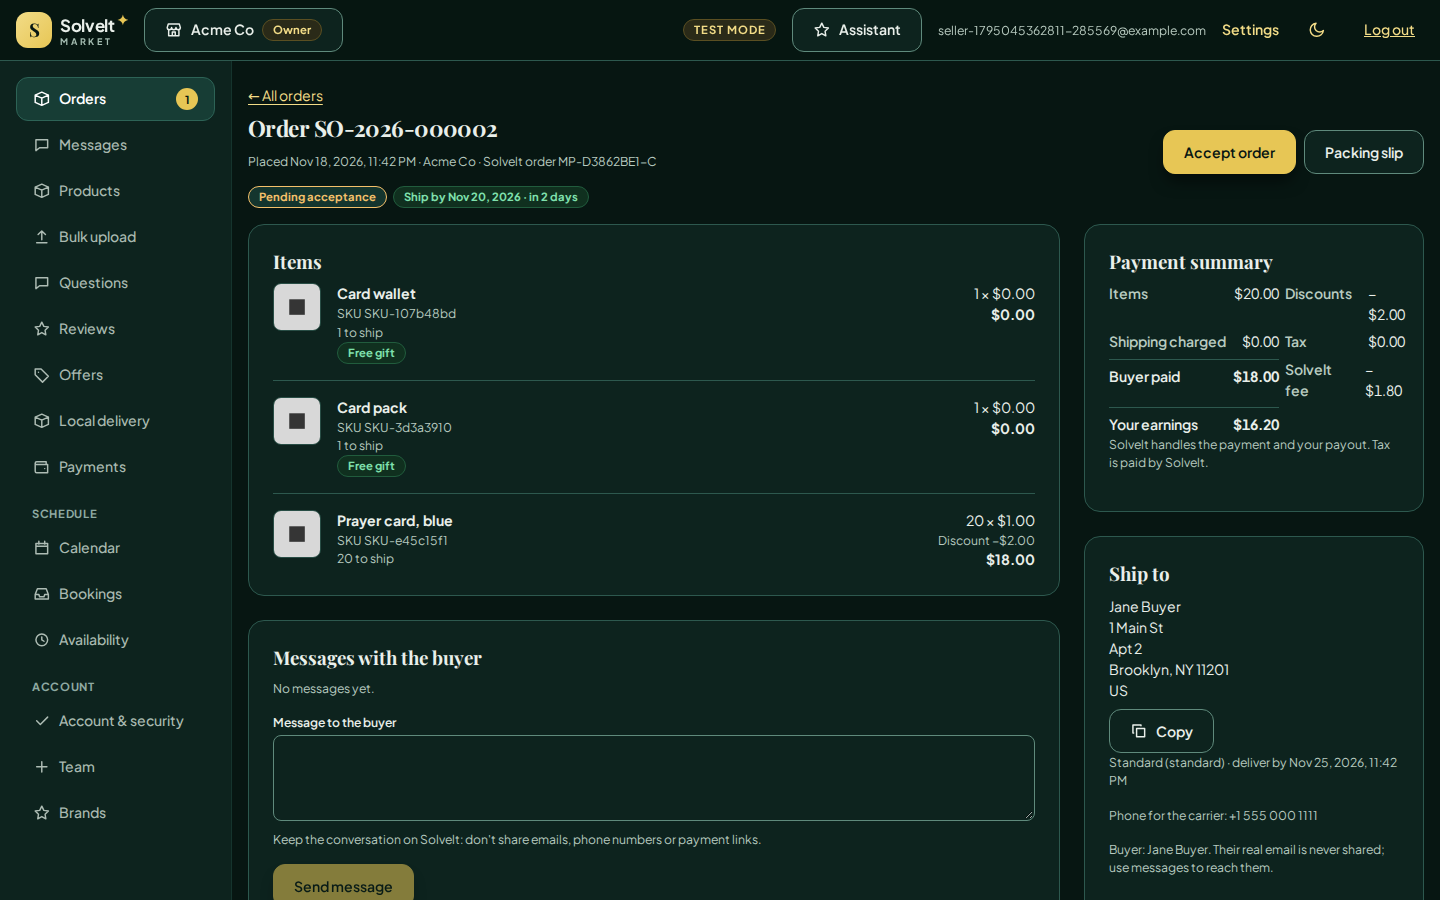 S
Solvelt
MARKET
Acme Co
Owner
TEST MODE
Assistant
seller-1795045362811-285569@example.com
Settings
Log out
Orders
1
Messages
Products
Bulk upload
Questions
Reviews
Offers
Local delivery
Payments
SCHEDULE
Calendar
Bookings
Availability
ACCOUNT
Account & security
Team
Brands
← All orders
Order SO-2026-000002
Placed Nov 18, 2026, 11:42 PM · Acme Co · Solvelt order MP-D3862BE1-C
Pending acceptance
Ship by Nov 20, 2026 · in 2 days
Accept order
Packing slip
Items
Card wallet
SKU SKU-107b48bd
1 to ship
Free gift
1 × $0.00
$0.00
Card pack
SKU SKU-3d3a3910
1 to ship
Free gift
1 × $0.00
$0.00
Prayer card, blue
SKU SKU-e45c15f1
20 to ship
20 × $1.00
Discount −$2.00
$18.00
Messages with the buyer
No messages yet.
Message to the buyer
Keep the conversation on Solvelt: don't share emails, phone numbers or payment links.
Send message
Payment summary
Items $20.00 Discounts −
$2.00
Shipping charged $0.00 Tax $0.00
Buyer paid $18.00 Solvelt −
fee $1.80
Your earnings $16.20
Solvelt handles the payment and your payout. Tax
is paid by Solvelt.
Ship to
Jane Buyer
1 Main St
Apt 2
Brooklyn, NY 11201
US
Copy
Standard (standard) · deliver by Nov 25, 2026, 11:42
PM
Phone for the carrier: +1 555 000 1111
Buyer: Jane Buyer. Their real email is never shared;
use messages to reach them.